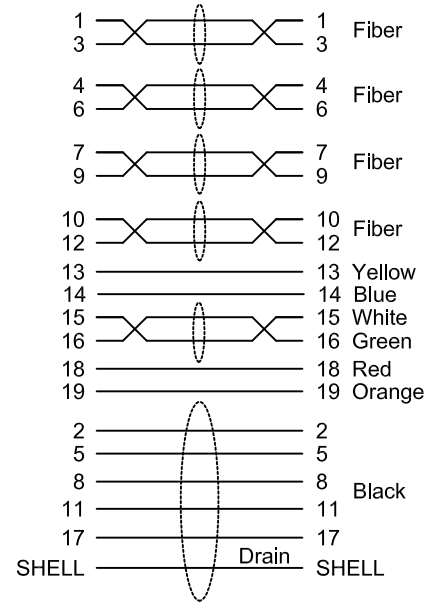 1 1 Fiber
3 3
4 4 Fiber
6 6
7 7 Fiber
9 9
10 10 Fiber
12 12
13 13 Yellow
14 14 Blue
15 15 White
16 16 Green
18 18 Red
19 19 Orange
2 2
5 5
8 8 Black
11 11
17 17
SHELL Drain SHELL